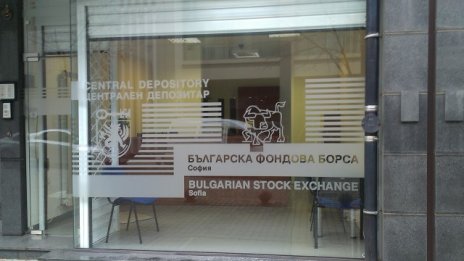 CENTRAL DEPOSITORY
ЦЕНТРАЛЕН ДЕПОЗИТАР
БЪЛГАРСКА ФОНДОВА БОРСА
София
BULGARIAN STOCK EXCHANGE
Sofia